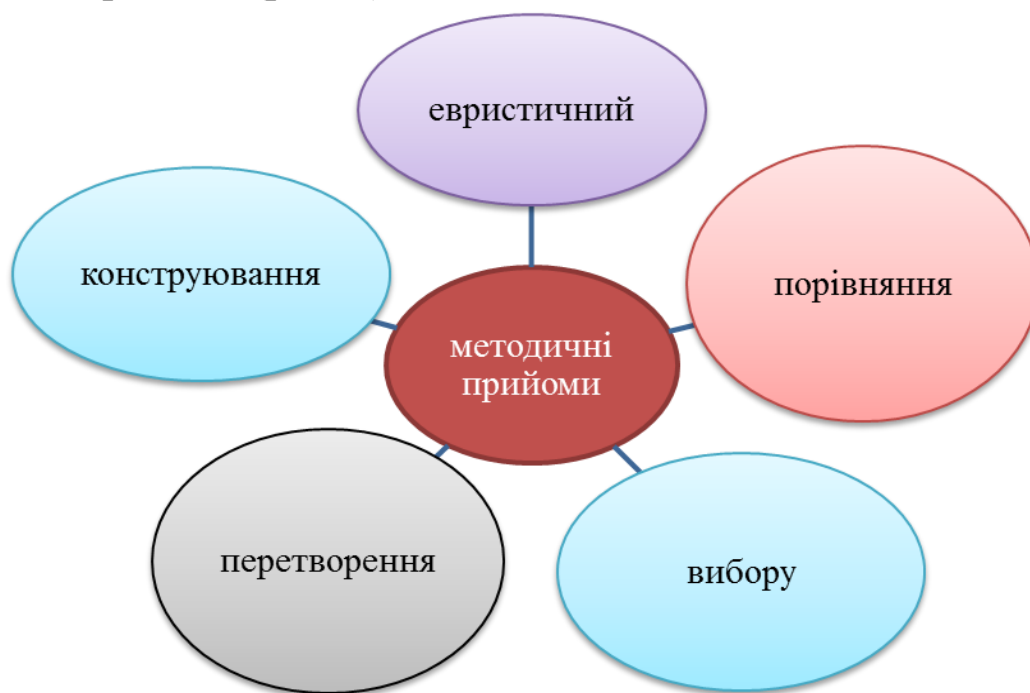 евристичний
конструювання
порівняння
методичні
прийоми
перетворення
вибору